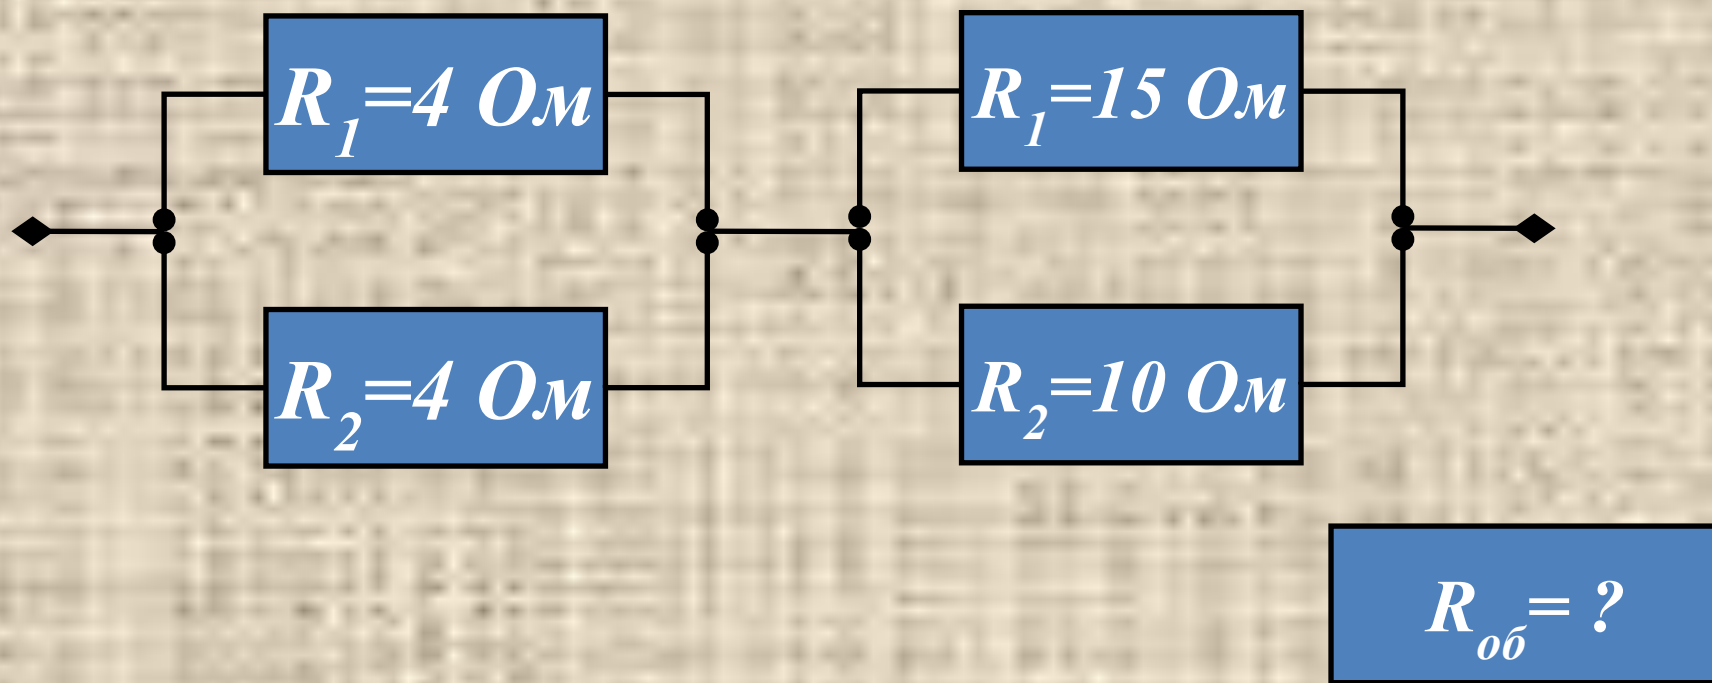 R1=4 Ом
R1=15 Ом
R2=4 Ом
R2=10 Ом
Rоб= ?